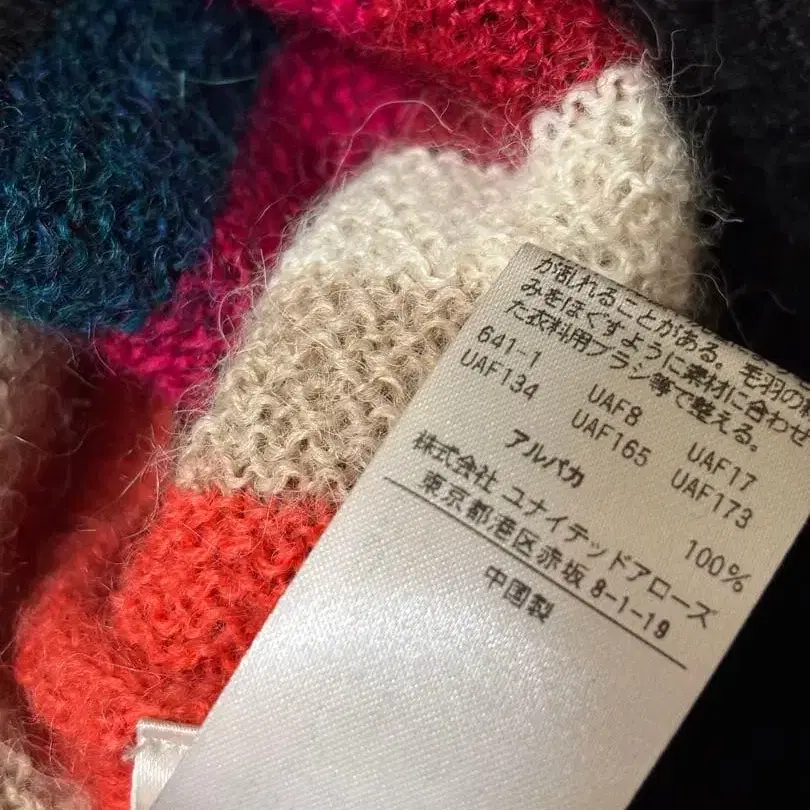 が乱れることがある。毛羽の
みをほぐすように素材に合わせ
た衣料用ブラシ等で整える。
641-1 UAF8 UAF17
UAF134 UAF165 UAF173
アルパカ 100%
株式会社 ユナイテッドアローズ
東京都港区赤坂8-1-19
中国製